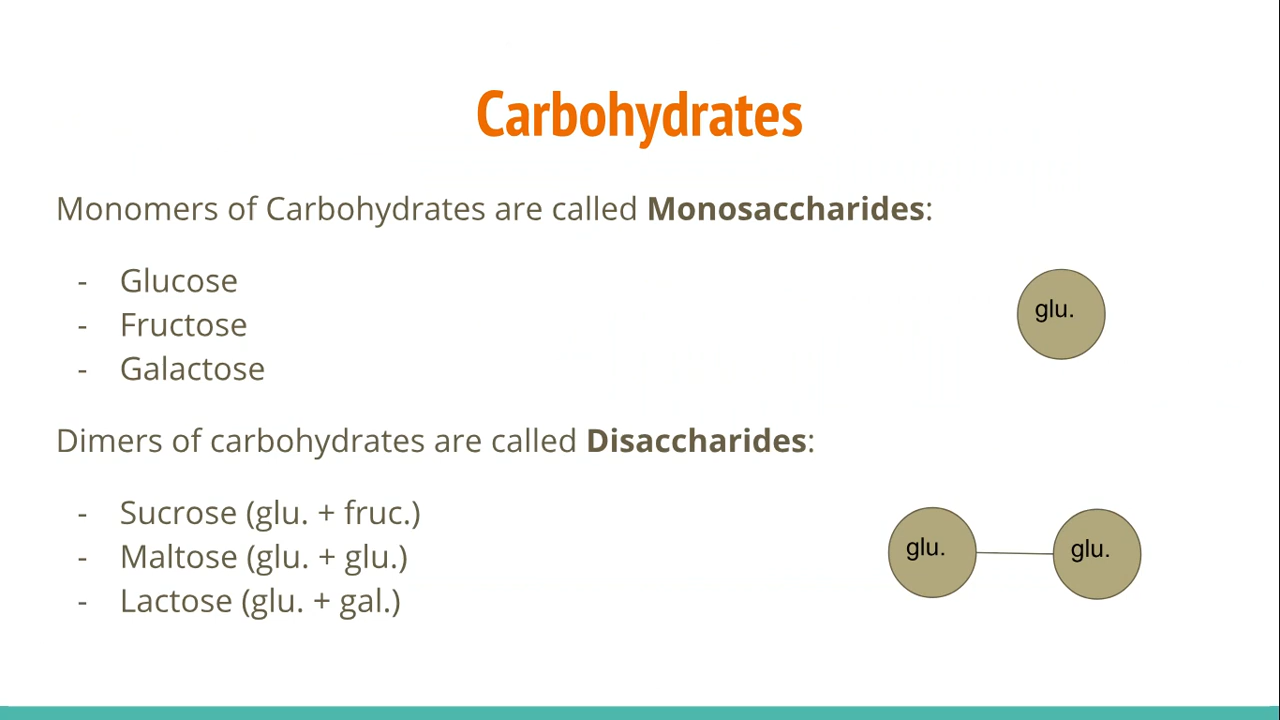 Carbohydrates
Monomers of Carbohydrates are called Monosaccharides:
- Glucose
- Fructose
- Galactose
glu.
Dimers of carbohydrates are called Disaccharides:
- Sucrose (glu. + fruc.)
- Maltose (glu. + glu.)
- Lactose (glu. + gal.)
glu. glu.